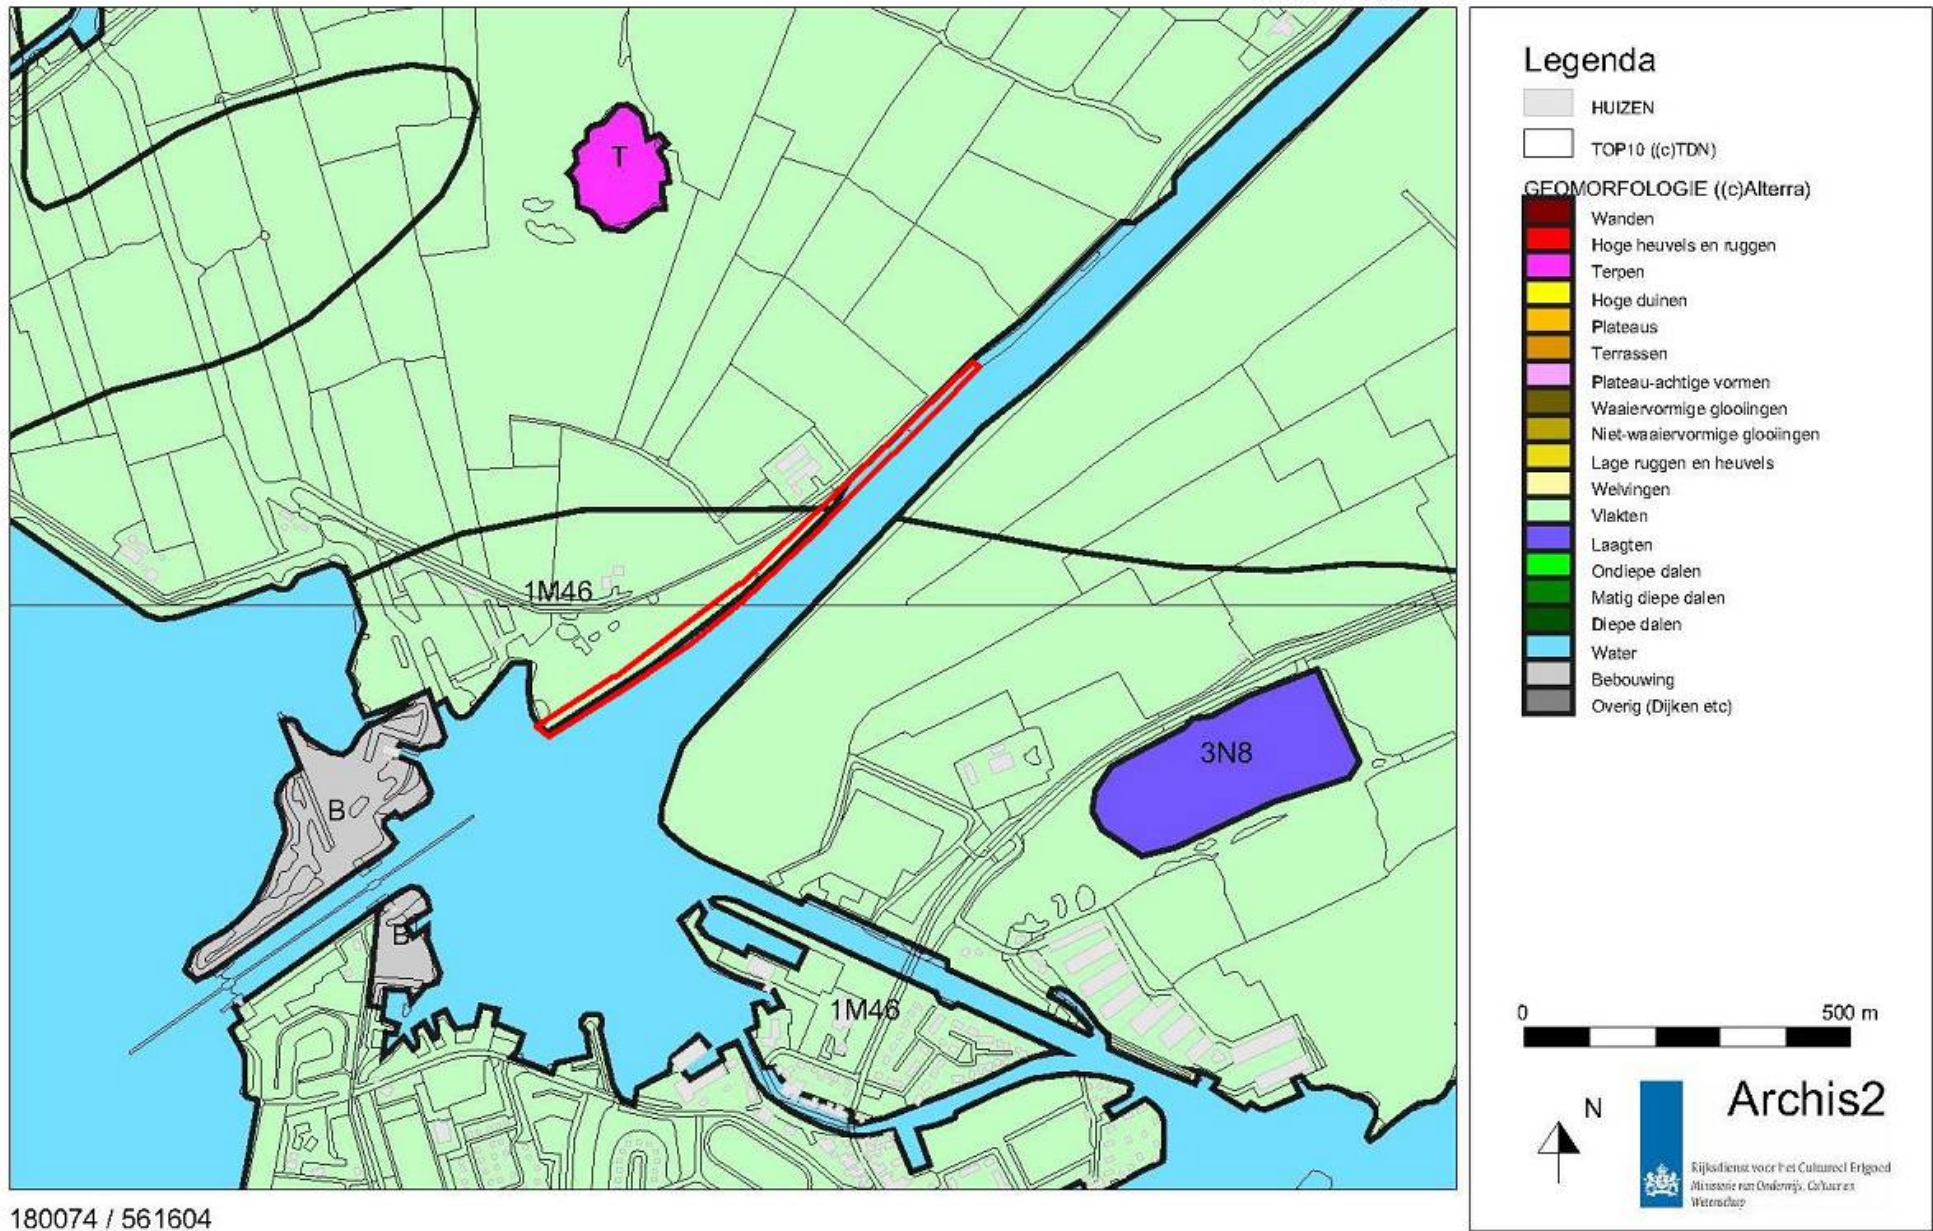 T
1M46
3N8
B
B
1M46
180074 / 561604
Legenda
HUIZEN
TOP10 ((c)TDN)
GEOMORFOLOGIE ((c)Alterra)
Wanden
Hoge heuvels en ruggen
Terpen
Hoge duinen
Plateaus
Terrassen
Plateau-achtige vormen
Waaiervormige glooiingen
Niet-waaiervormige glooiingen
Lage ruggen en heuvels
Welvingen
Vlakten
Laagten
Ondiepe dalen
Matig diepe dalen
Diepe dalen
Water
Bebouwing
Overig (Dijken etc)
0 500 m
N
Archis2
Rijksdienst voor het Cultureel Erfgoed
Ministerie van Onderwijs, Cultuur en
Wetenschap